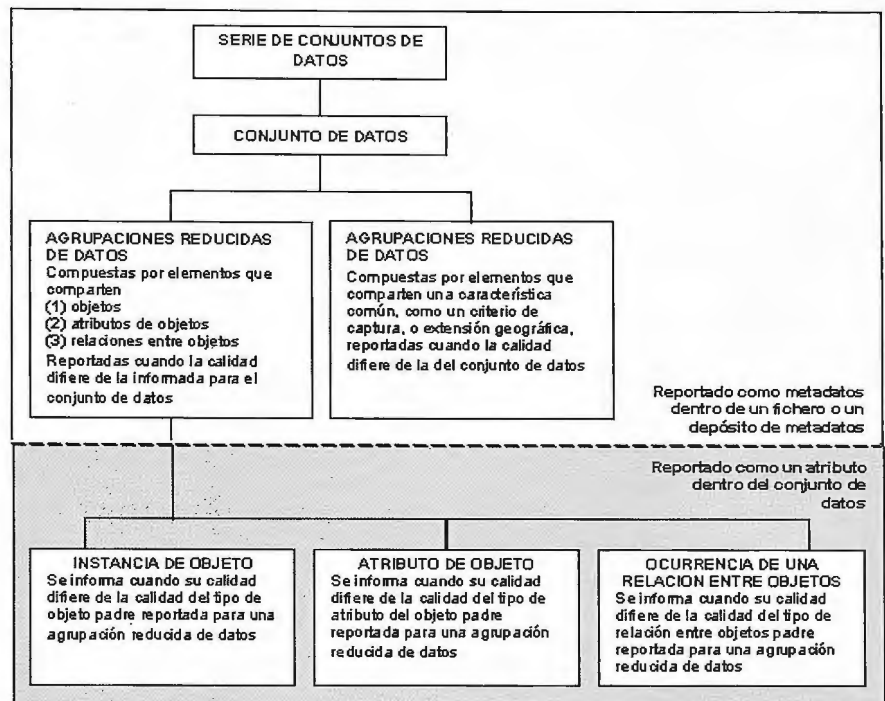 SERIE DE CONJUNTOS DE
DATOS
CONJUNTO DE DATOS
AGRUPACIONES REDUCIDAS
DE DATOS
Compuestas por elementos que
comparten
(1) objetos
(2) atributos de objetos
(3) relaciones entre objetos
Reportadas cuando la calidad
difiere de la informada para el
conjunto de datos
AGRUPACIONES REDUCIDAS
DE DATOS
Compuestas por elementos que
comparten una característica
común, como un criterio de
captura, o extensión geográfica,
reportadas cuando la calidad
difiere de la del conjunto de datos
Reportado como metadatos
dentro de un fichero o un
depósito de metadatos
Reportado como un atributo
dentro del conjunto de
datos
INSTANCIA DE OBJETO
Se informa cuando su calidad
difiere de la calidad del tipo de
objeto padre reportada para una
agrupación reducida de datos
ATRIBUTO DE OBJETO
Se informa cuando su calidad
difiere de la calidad del tipo de
atributo del objeto padre
reportada para una agrupación
reducida de datos
OCURRENCIA DE UNA
RELACION ENTRE OBJETOS
Se informa cuando su calidad
difiere de la calidad del tipo de
relación entre objetos padre
reportada para una agrupación
reducida de datos